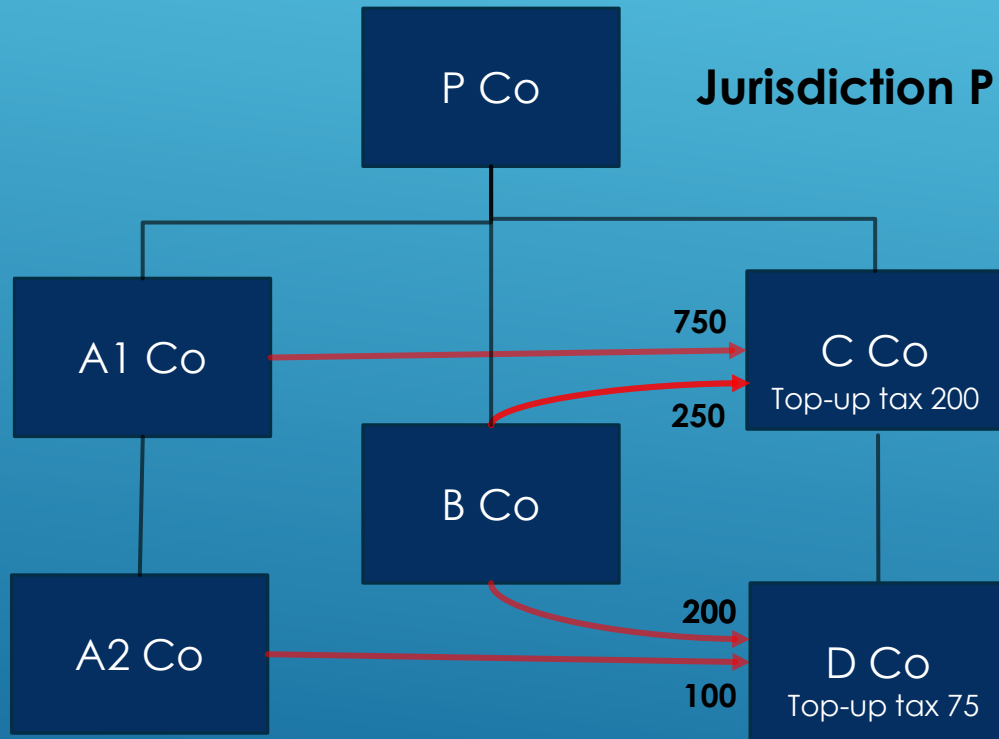 P Co
Jurisdiction P
A1 Co
750
C Co
Top-up tax 200
250
B Co
A2 Co
200
D Co
Top-up tax 75
100